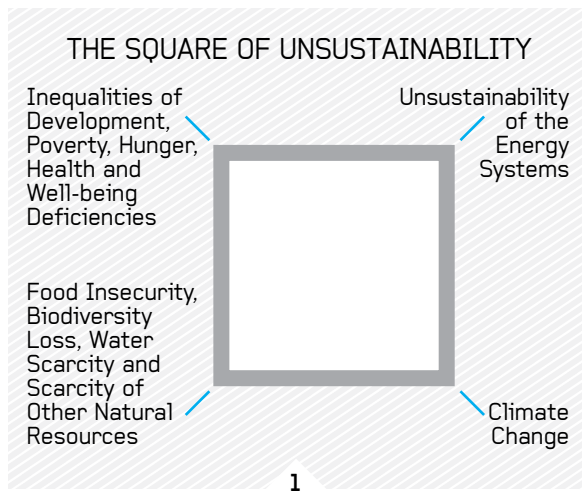 THE SQUARE OF UNSUSTAINABILITY
Inequalities of
Development,
Poverty, Hunger,
Health and
Well-being
Deficiencies
Unsustainability
of the
Energy
Systems
Food Insecurity,
Biodiversity
Loss, Water
Scarcity and
Scarcity of
Other Natural
Resources
Climate
Change
1